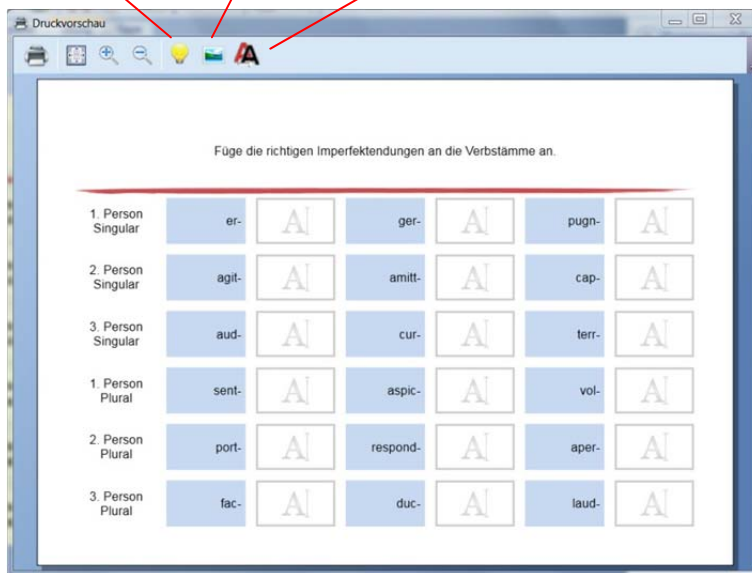 Druckvorschau
Füge die richtigen Imperfektendungen an die Verbstämme an.
1. Person
Singular
er- A ger- A pugn- A
2. Person
Singular
agit- A amitt- A cap- A
3. Person
Singular
aud- A cur- A terr- A
1. Person
Plural
sent- A aspic- A vol- A
2. Person
Plural
port- A respond- A aper- A
3. Person
Plural
fac- A duc- A laud- A